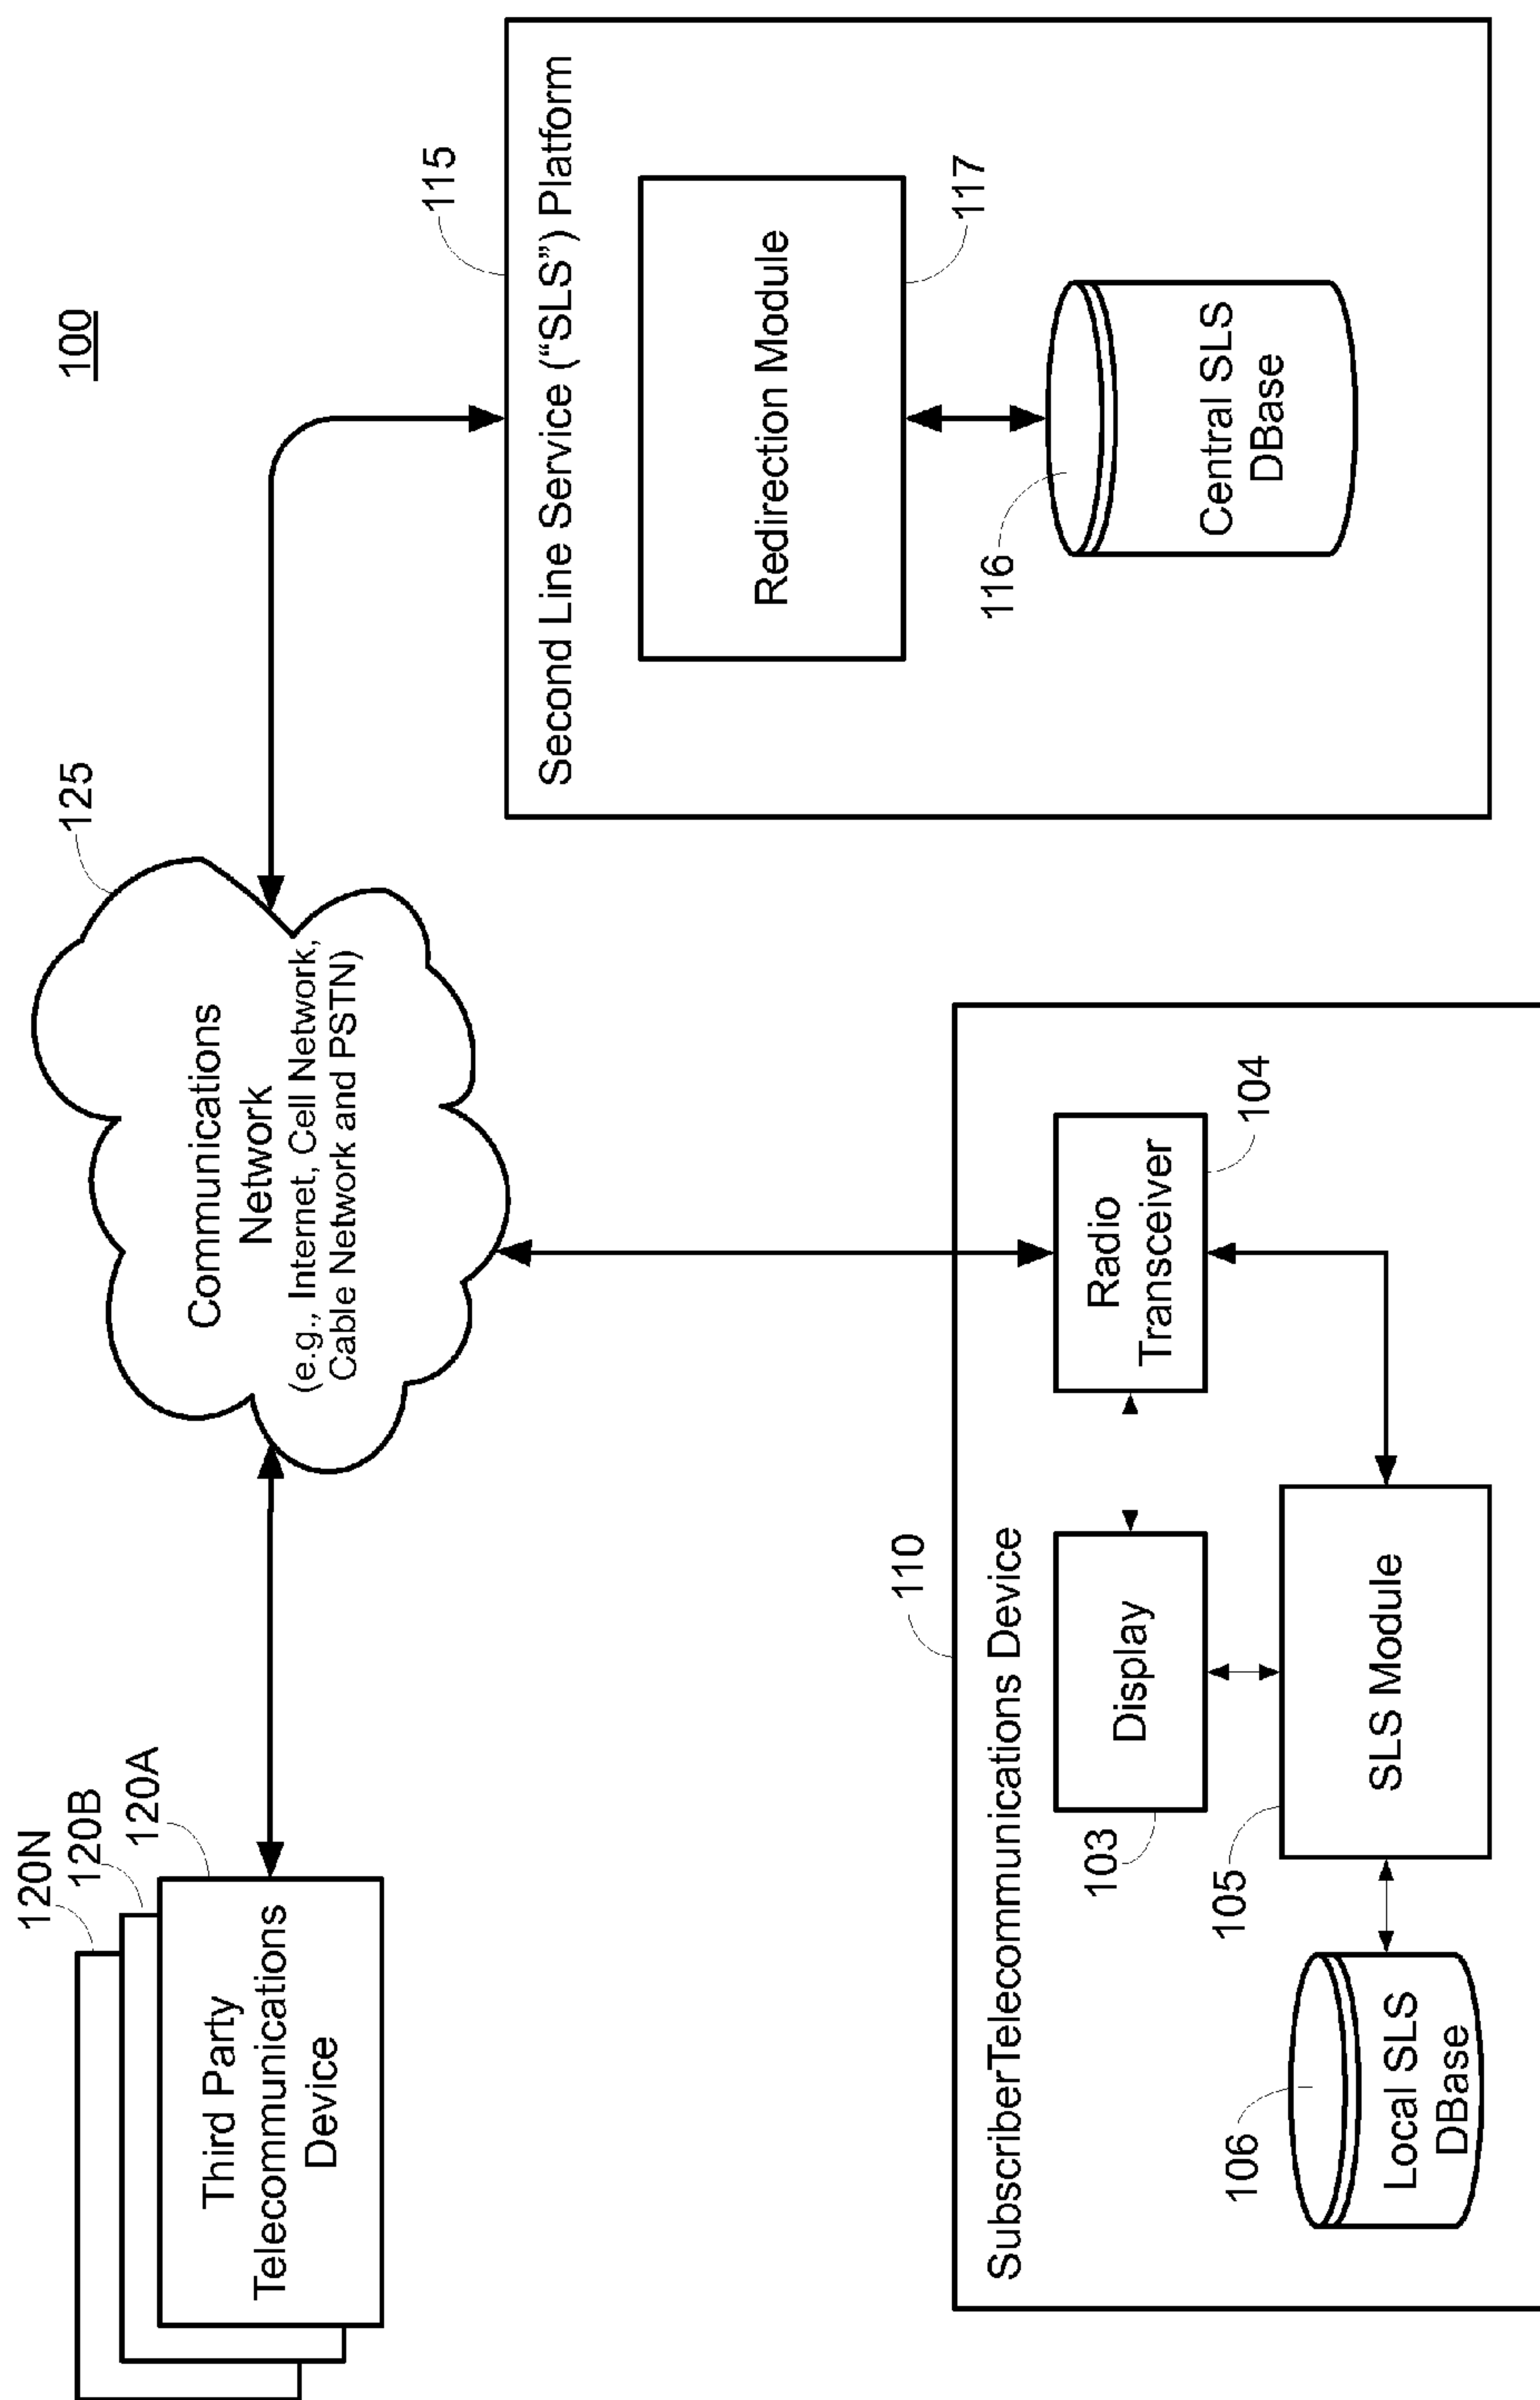 100
120N
120B
120A
Third Party
Telecommunications
Device
125
Communications
Network
(e.g., Internet, Cell Network,
Cable Network and PSTN)
115
Second Line Service (“SLS”) Platform
Redirection Module
117
116
Central SLS
DBase
110
SubscriberTelecommunications Device
103
Display
Radio
Transceiver
104
105
SLS Module
106
Local SLS
DBase